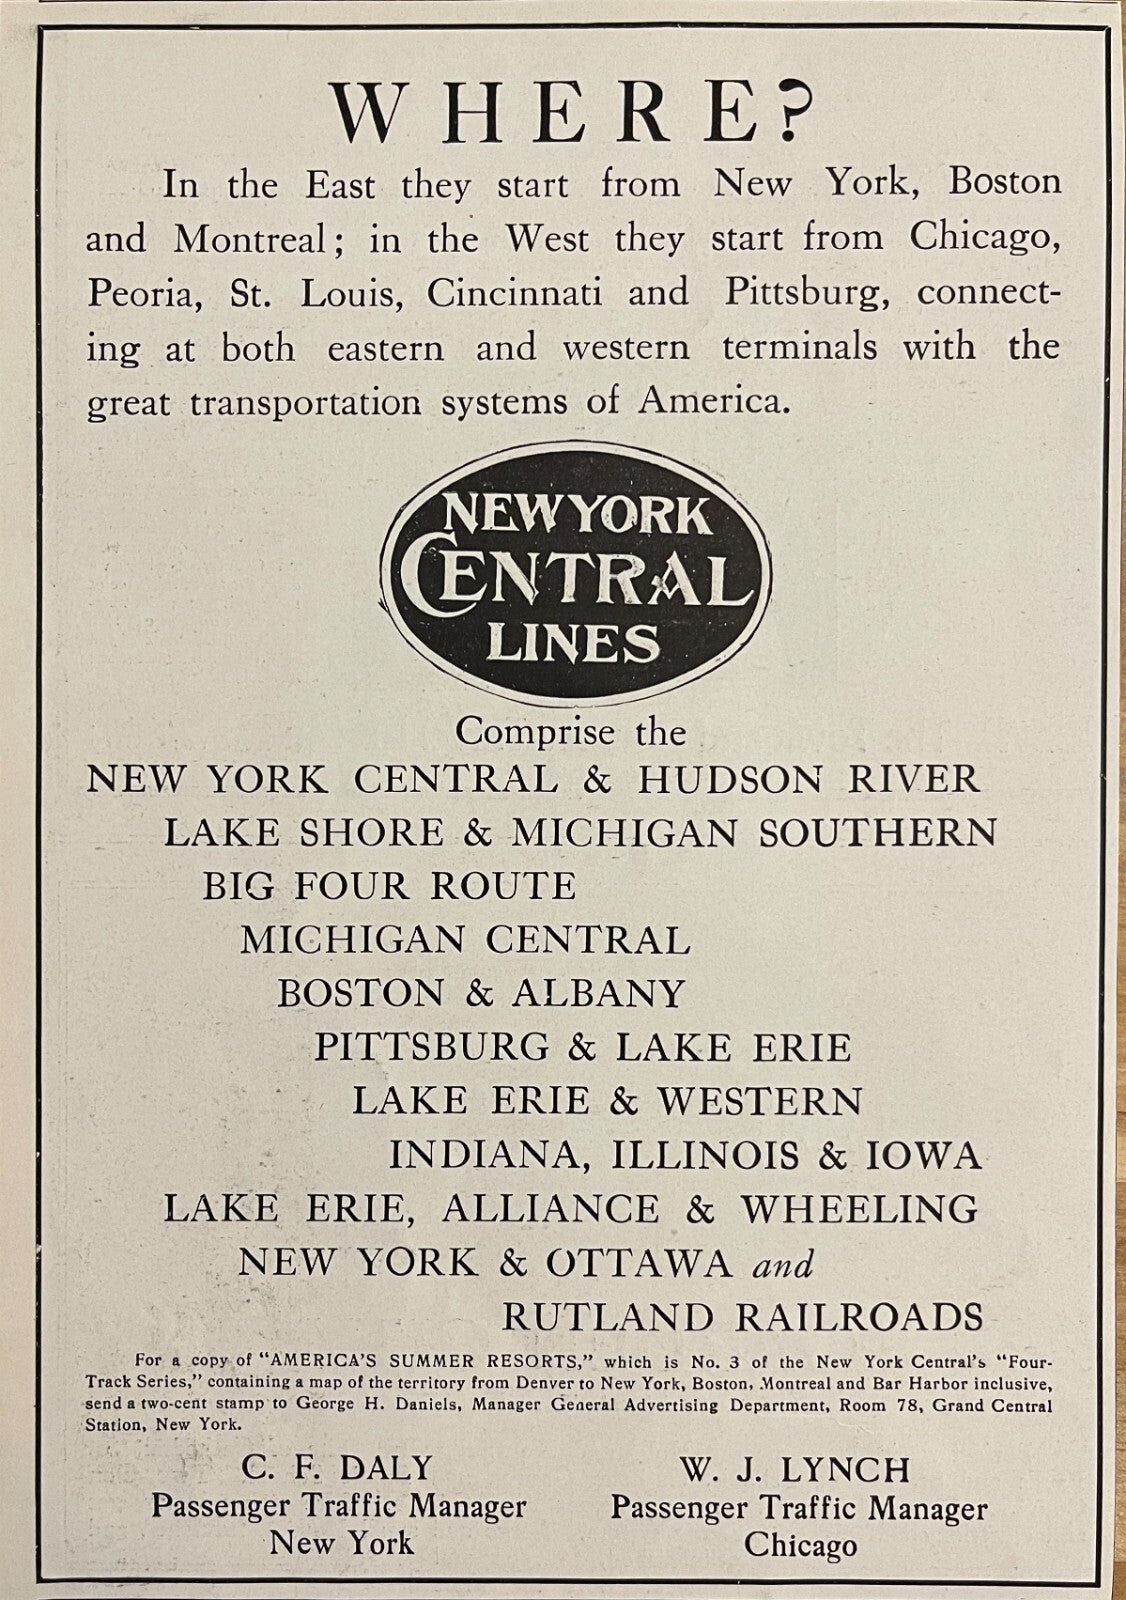 WHERE?
In the East they start from New York, Boston
and Montreal; in the West they start from Chicago,
Peoria, St. Louis, Cincinnati and Pittsburg, connect-
ing at both eastern and western terminals with the
great transportation systems of America.
NEW YORK
CENTRAL
LINES
Comprise the
NEW YORK CENTRAL & HUDSON RIVER
LAKE SHORE & MICHIGAN SOUTHERN
BIG FOUR ROUTE
MICHIGAN CENTRAL
BOSTON & ALBANY
PITTSBURG & LAKE ERIE
LAKE ERIE & WESTERN
INDIANA, ILLINOIS & IOWA
LAKE ERIE, ALLIANCE & WHEELING
NEW YORK & OTTAWA and
RUTLAND RAILROADS
For a copy of "AMERICA'S SUMMER RESORTS," which is No. 3 of the New York Central's "Four-
Track Series," containing a map of the territory from Denver to New York, Boston, Montreal and Bar Harbor inclusive,
send a two-cent stamp to George H. Daniels, Manager General Advertising Department, Room 78, Grand Central
Station, New York.
C. F. DALY
Passenger Traffic Manager
New York
W. J. LYNCH
Passenger Traffic Manager
Chicago